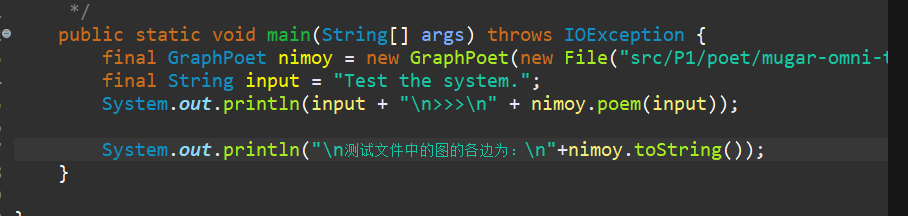 */
public static void main(String[] args) throws IOException {
final GraphPoet nimoy = new GraphPoet(new File("src/P1/poet/mugar-omni-t
final String input = "Test the system.";
System.out.println(input + "\n>>>\n" + nimoy.poem(input));
System.out.println("\n测试文件中的图的各边为：\n"+nimoy.toString());
}